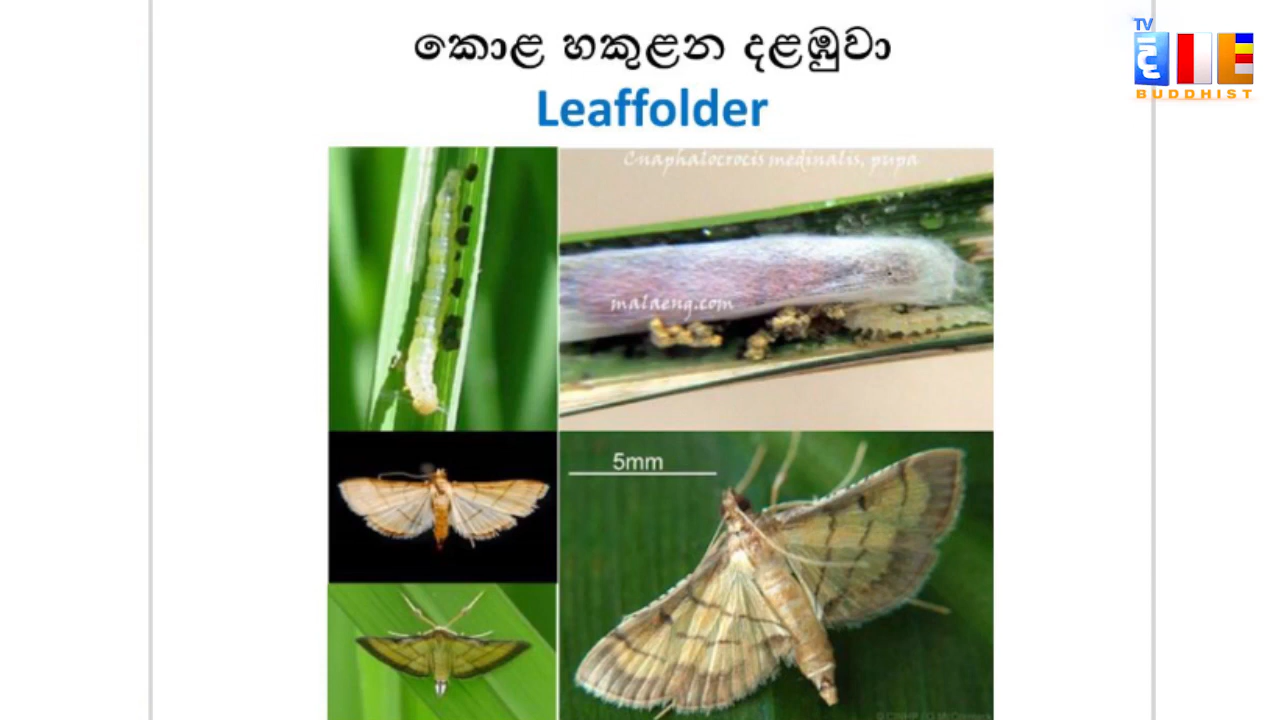 කොළ හකුළන දළඹුවා
Leaffolder
TV
BUDDHIST
Cnaphalocrocis medinalis, pupa
malaeng.com
5mm